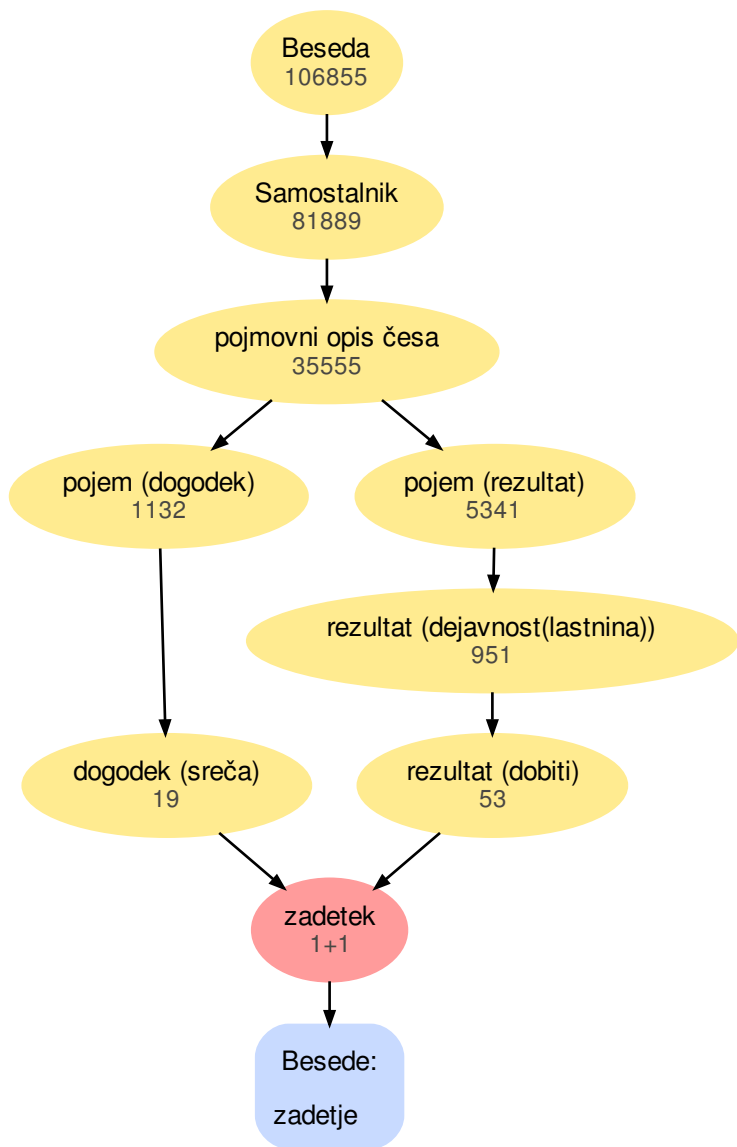 Beseda
106855
Samostalnik
81889
pojmovni opis česa
35555
pojem (dogodek)
1132
pojem (rezultat)
5341
rezultat (dejavnost(lastnina))
951
dogodek (sreča)
19
rezultat (dobiti)
53
zadetek
1+1
Besede:
zadetje